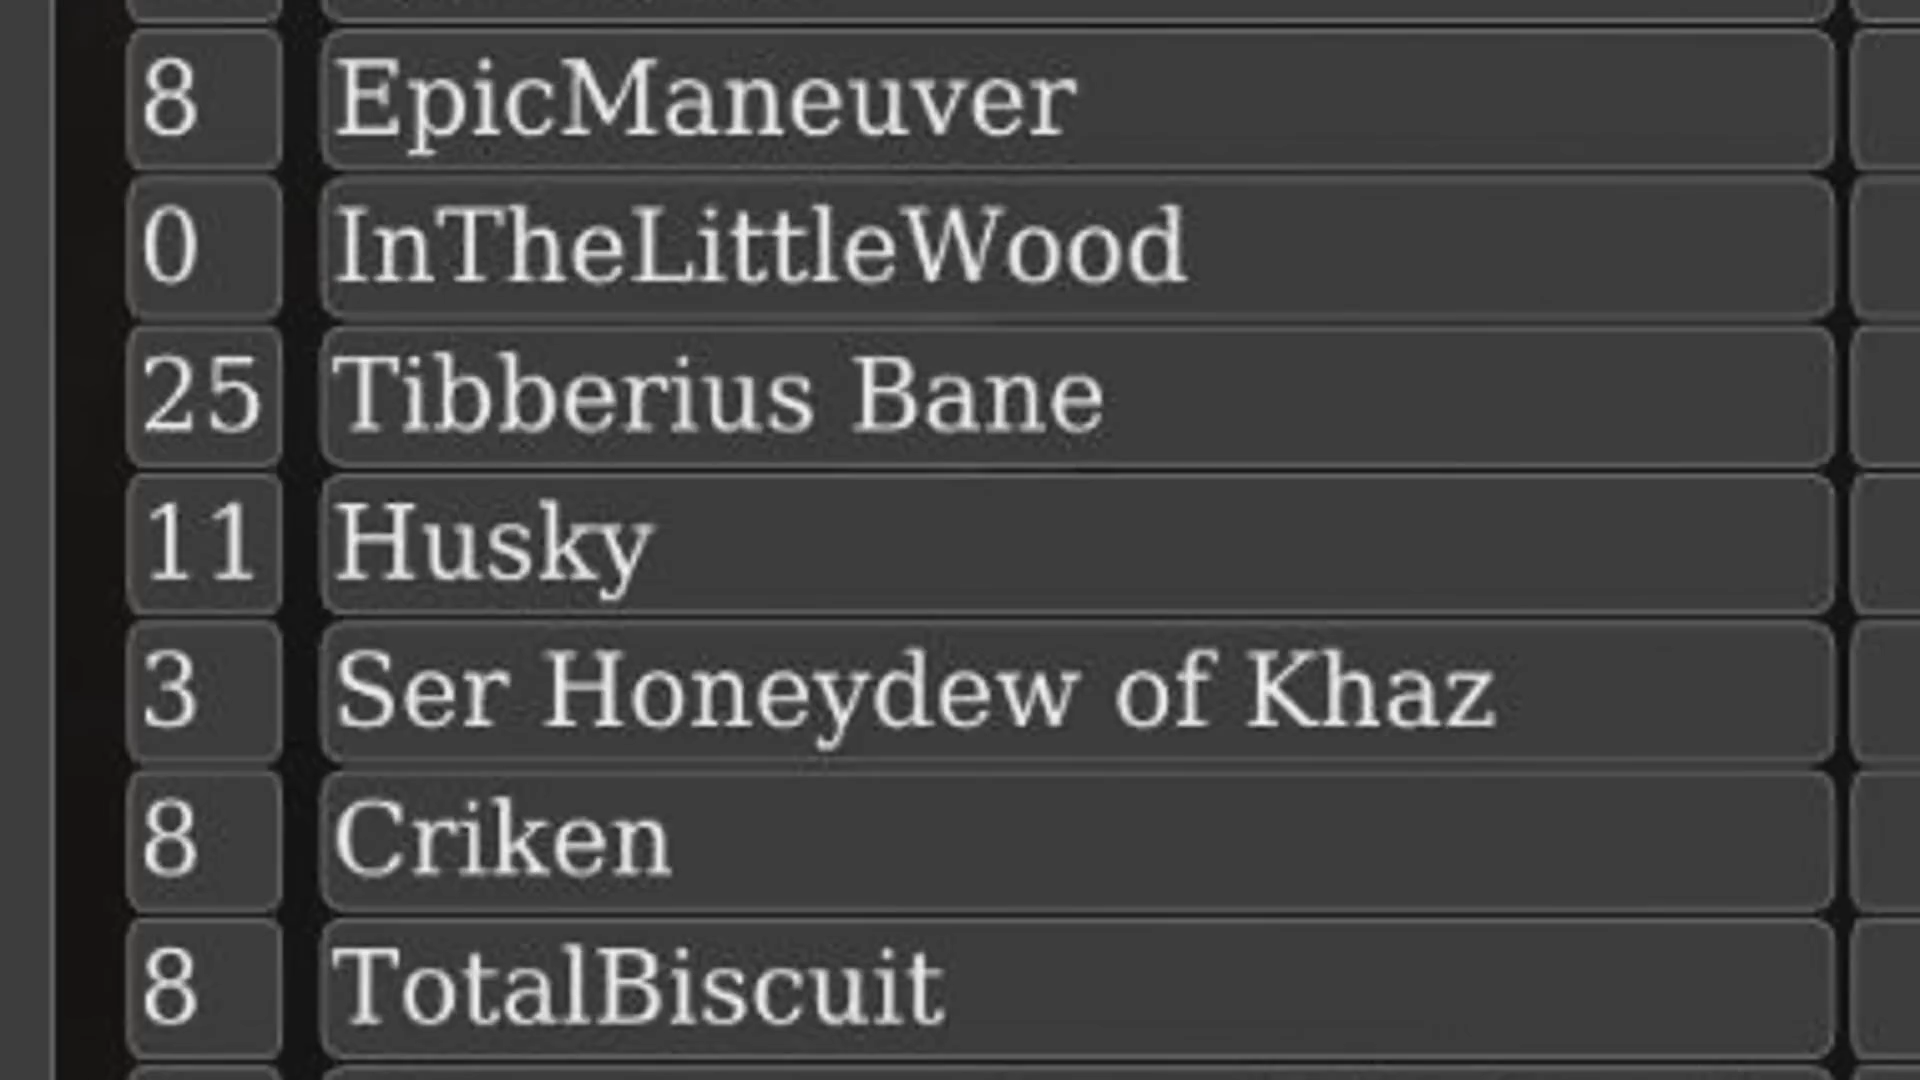 8 EpicManeuver
0 InTheLittleWood
25 Tibberius Bane
11 Husky
3 Ser Honeydew of Khaz
8 Criken
8 TotalBiscuit